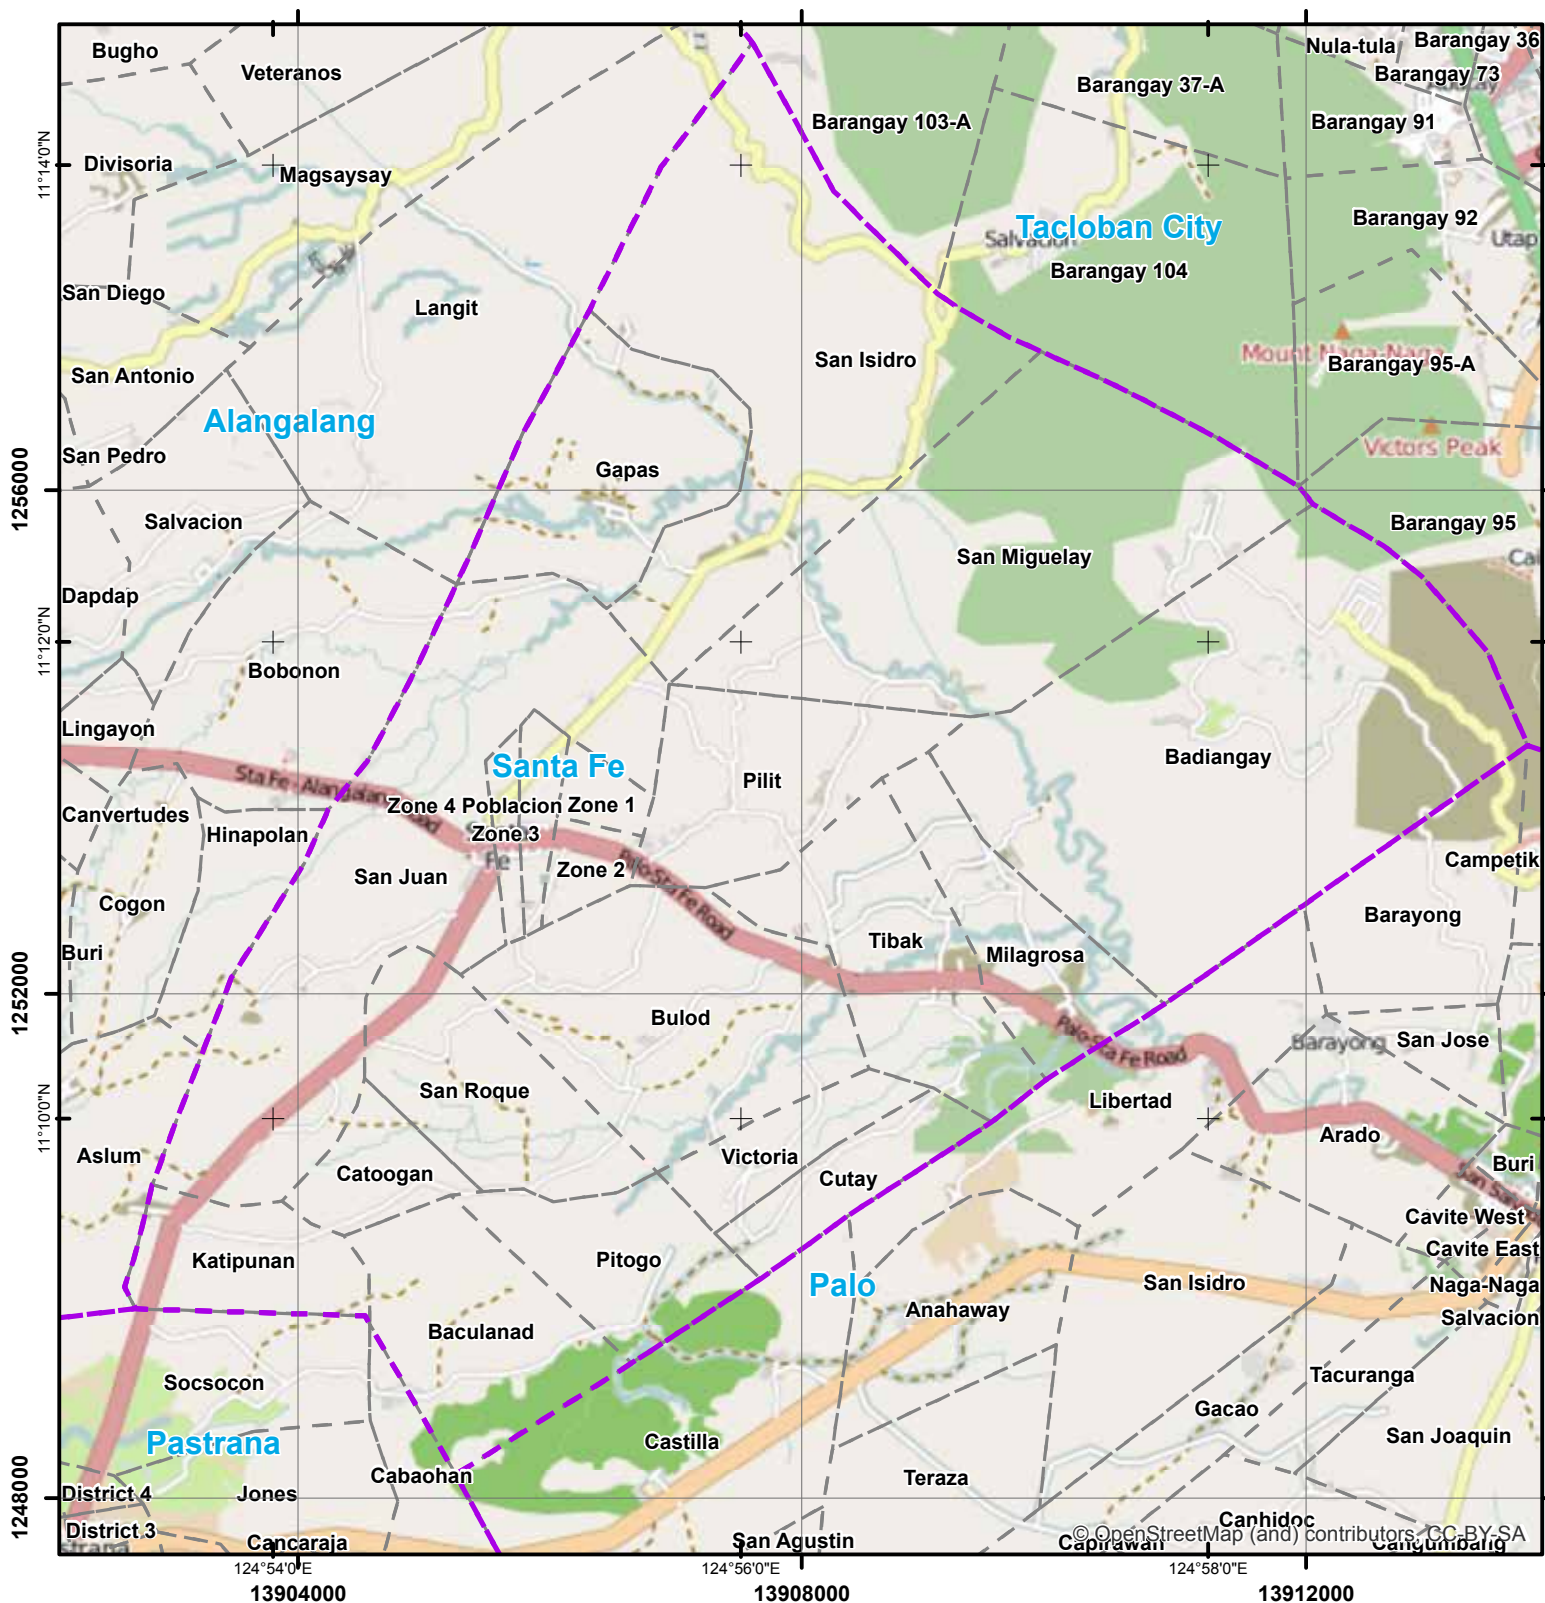 Bugho
Veteranos
Nula-tula
Barangay 36
Barangay 73
Barangay 37-A
Barangay 103-A
Barangay 91
11°14'0"N
Divisoria
Magsaysay
Barangay 92
Tacloban City
Salvacion
Utap
Barangay 104
San Diego
Langit
San Isidro
Mount Naga-Naga
Barangay 95-A
San Antonio
Alangalang
Victors Peak
San Pedro
Gapas
1256000
Salvacion
Barangay 95
San Miguelay
Cai
Dapdap
11°12'0"N
Bobonon
Lingayon
Badiangay
Santa Fe
Sta Fe - Alangalang Road
Pilit
Zone 4 Poblacion
Zone 1
Canvertudes
Hinapolan
Zone 3
Fe
Campetik
Zone 2
San Juan
Palo-Sta Fe Road
Cogon
Barayong
Tibak
Buri
Milagrosa
1252000
Bulod
Palo-Sta Fe Road
Barayong
San Jose
San Roque
Libertad
11°10'0"N
Arado
Aslum
Victoria
Buri
Catoogan
Cutay
San
Cavite West
Cavite East
Katipunan
Pitogo
Palo
San Isidro
Naga-Naga
Anahaway
Salvacion
Baculanad
Socsocon
Tacuranga
Gacao
Pastrana
Castilla
San Joaquin
Cabaohan
Teraza
District 4
Jones
1248000
Canhidoc
District 3
Cancaraja
San Agustin
Capirawan
Cangumbang
© OpenStreetMap (and) contributors, CC-BY-SA
124°54'0"E
124°56'0"E
124°58'0"E
13904000
13908000
13912000